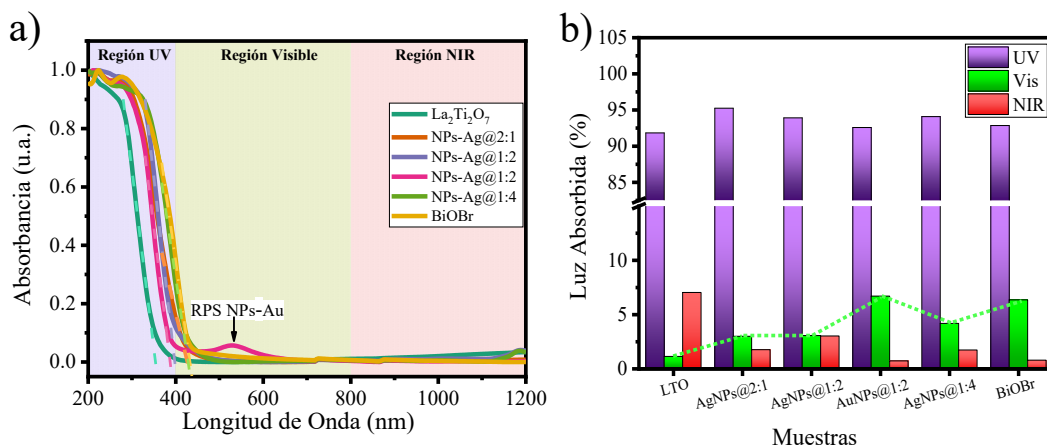 a)
Región UV Región Visible Región NIR
1.0
0.8
0.6
0.4
0.2
0.0
Absorbancia (u.a.)
La₂Ti₂O₇
NPs-Ag@2:1
NPs-Ag@1:2
NPs-Ag@1:2
NPs-Ag@1:4
BiOBr
RPS NPs-Au
200 400 600 800 1000 1200
Longitud de Onda (nm)
b)
105
100
95
90
85
10
5
0
Luz Absorbida (%)
UV
Vis
NIR
LTO AgNPs@2:1 AgNPs@1:2 AuNPs@1:2 AgNPs@1:4 BiOBr
Muestras